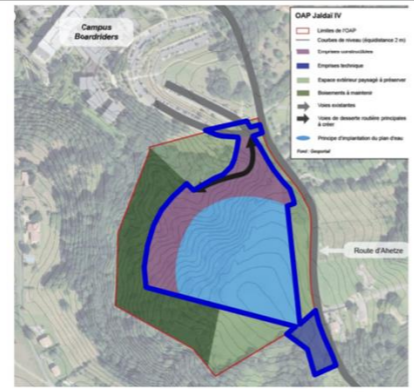 Campus
Boardriders
OAP Jaldaï IV
Limites de l'OAP
Courbes de niveau (équidistance 2 m)
Emprises constructibles
Emprises technique
Espace extérieur paysagé à préserver
Boisements à maintenir
Voies existantes
Voies de desserte routière principales
à créer
Principe d'implantation du plan d'eau
Fond : Géoportail
Route d'Ahetze